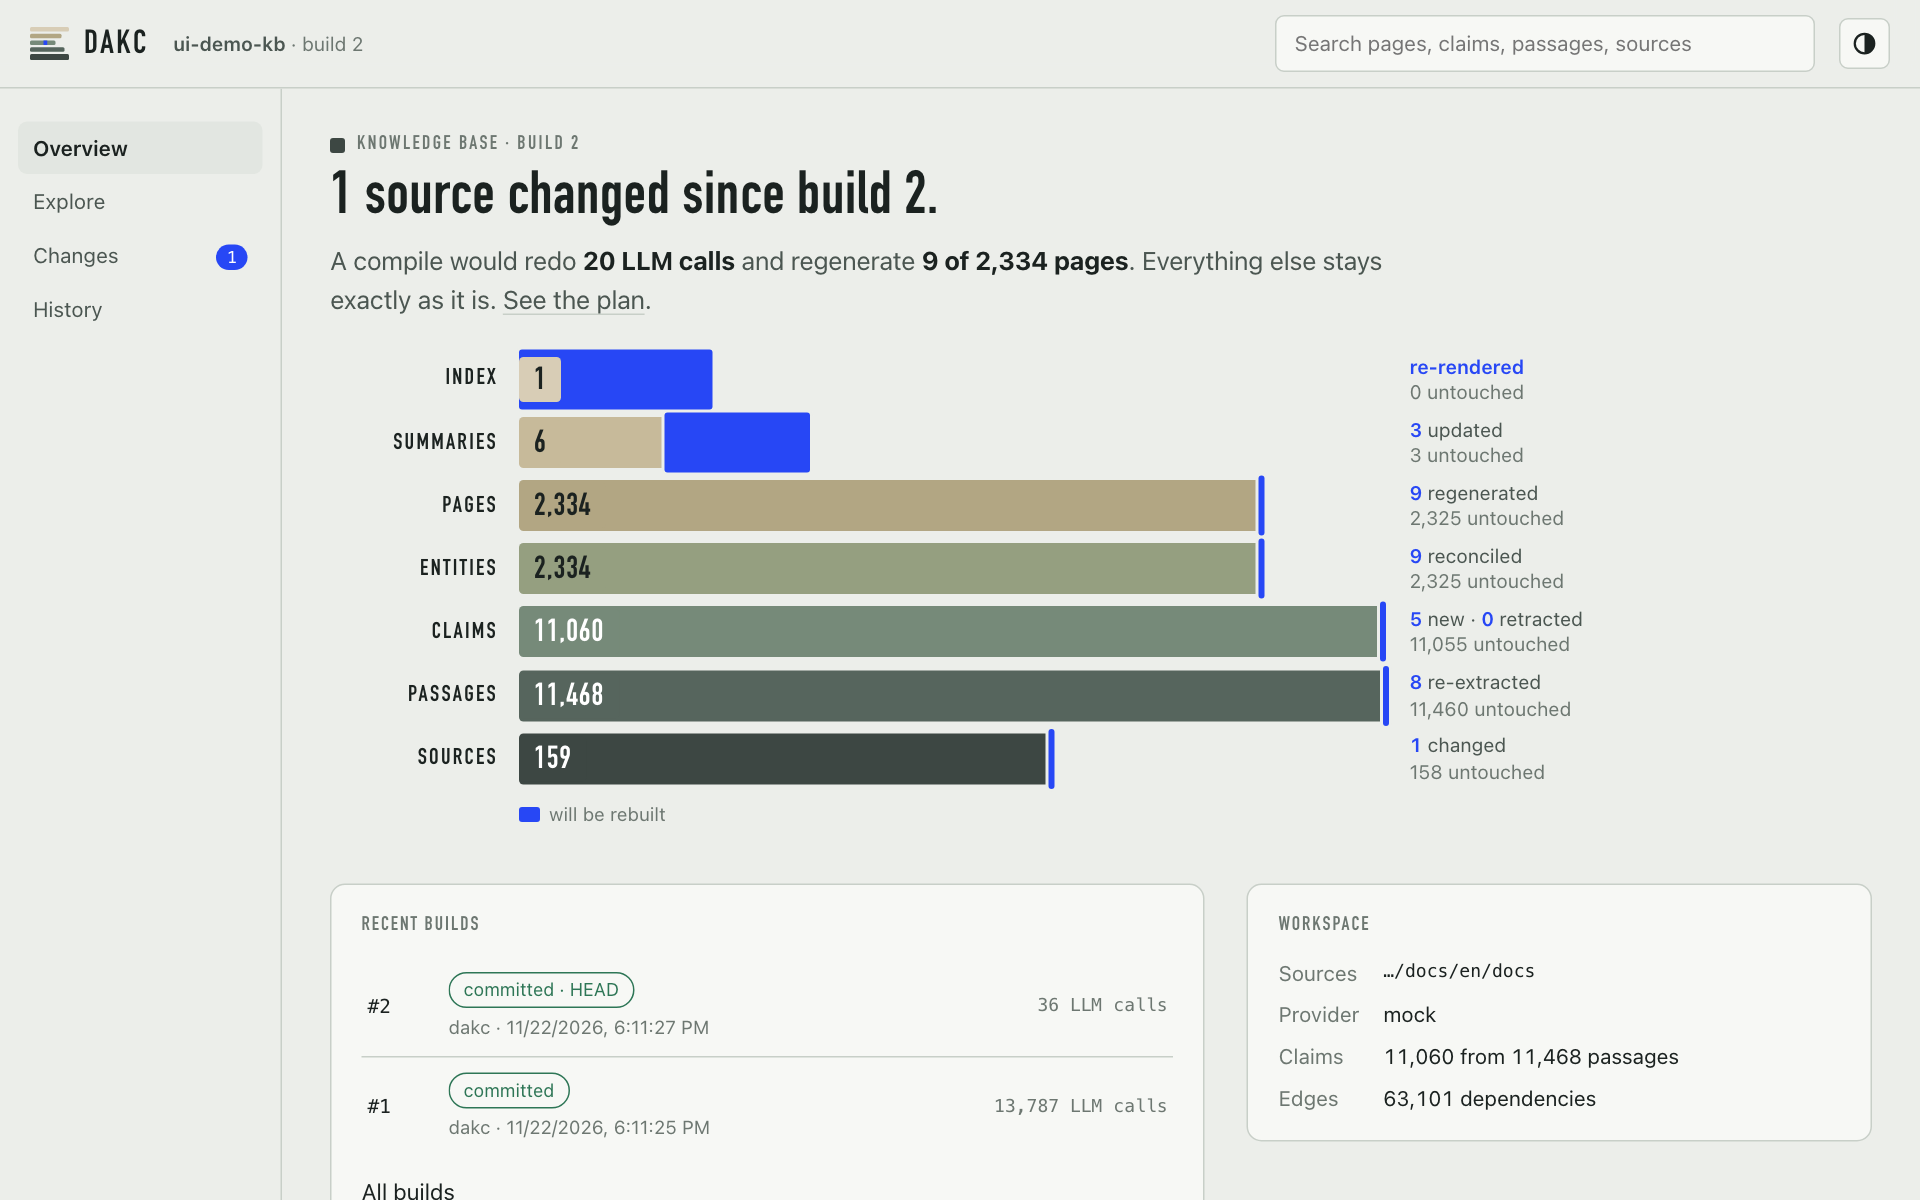 DAKC
ui-demo-kb · build 2
Search pages, claims, passages, sources
Overview
Explore
Changes 1
History
KNOWLEDGE BASE · BUILD 2
1 source changed since build 2.
A compile would redo 20 LLM calls and regenerate 9 of 2,334 pages. Everything else stays
exactly as it is. See the plan.
INDEX 1
re-rendered
0 untouched
SUMMARIES 6
3 updated
3 untouched
PAGES 2,334
9 regenerated
2,325 untouched
ENTITIES 2,334
9 reconciled
2,325 untouched
CLAIMS 11,060
5 new · 0 retracted
11,055 untouched
PASSAGES 11,468
8 re-extracted
11,460 untouched
SOURCES 159
1 changed
158 untouched
will be rebuilt
RECENT BUILDS
#2
committed · HEAD
dakc · 11/22/2026, 6:11:27 PM
36 LLM calls
#1
committed
dakc · 11/22/2026, 6:11:25 PM
13,787 LLM calls
All builds
WORKSPACE
Sources …/docs/en/docs
Provider mock
Claims 11,060 from 11,468 passages
Edges 63,101 dependencies